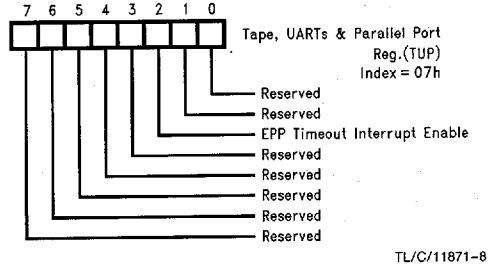 7 6 5 4 3 2 1 0
Tape, UARTs & Parallel Port
Reg.(TUP)
Index = 07h
Reserved
Reserved
EPP Timeout Interrupt Enable
Reserved
Reserved
Reserved
Reserved
Reserved
TL/C/11871-8